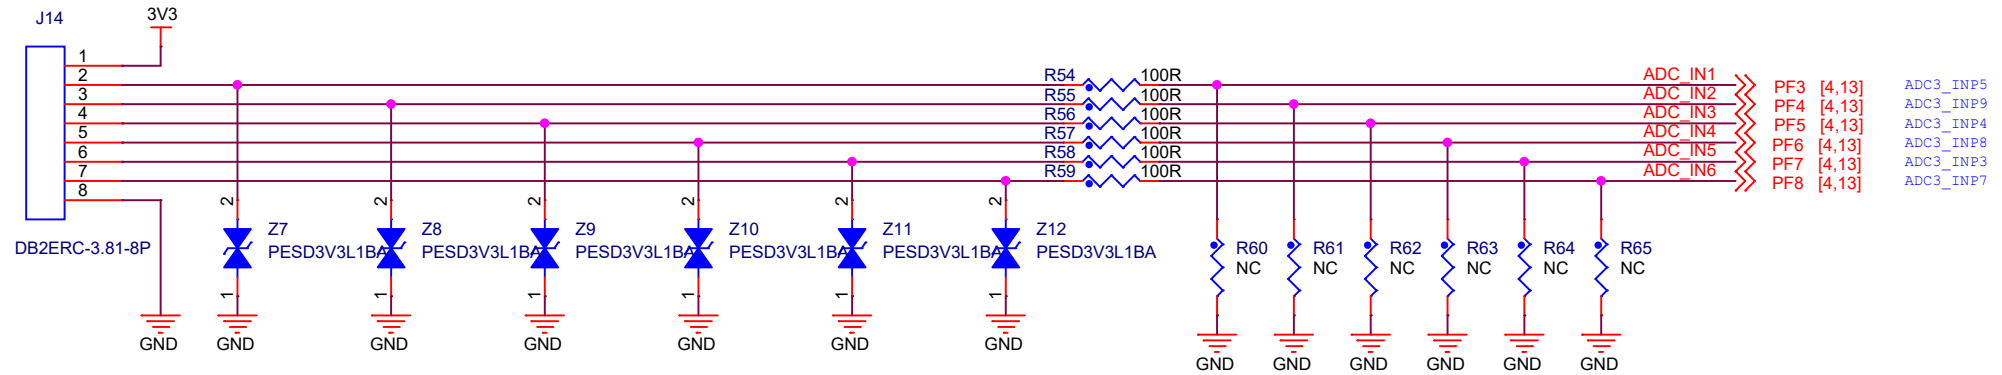 J14
3V3
1
2
3
4
5
6
7
8
DB2ERC-3.81-8P
GND
R54 100R
R55 100R
R56 100R
R57 100R
R58 100R
R59 100R
ADC_IN1 PF3 [4,13] ADC3_INP5
ADC_IN2 PF4 [4,13] ADC3_INP9
ADC_IN3 PF5 [4,13] ADC3_INP4
ADC_IN4 PF6 [4,13] ADC3_INP8
ADC_IN5 PF7 [4,13] ADC3_INP3
ADC_IN6 PF8 [4,13] ADC3_INP7
2
Z7
PESD3V3L1BA
1
GND
2
Z8
PESD3V3L1BA
1
GND
2
Z9
PESD3V3L1BA
1
GND
2
Z10
PESD3V3L1BA
1
GND
2
Z11
PESD3V3L1BA
1
GND
2
Z12
PESD3V3L1BA
1
GND
R60
NC
GND
R61
NC
GND
R62
NC
GND
R63
NC
GND
R64
NC
GND
R65
NC
GND